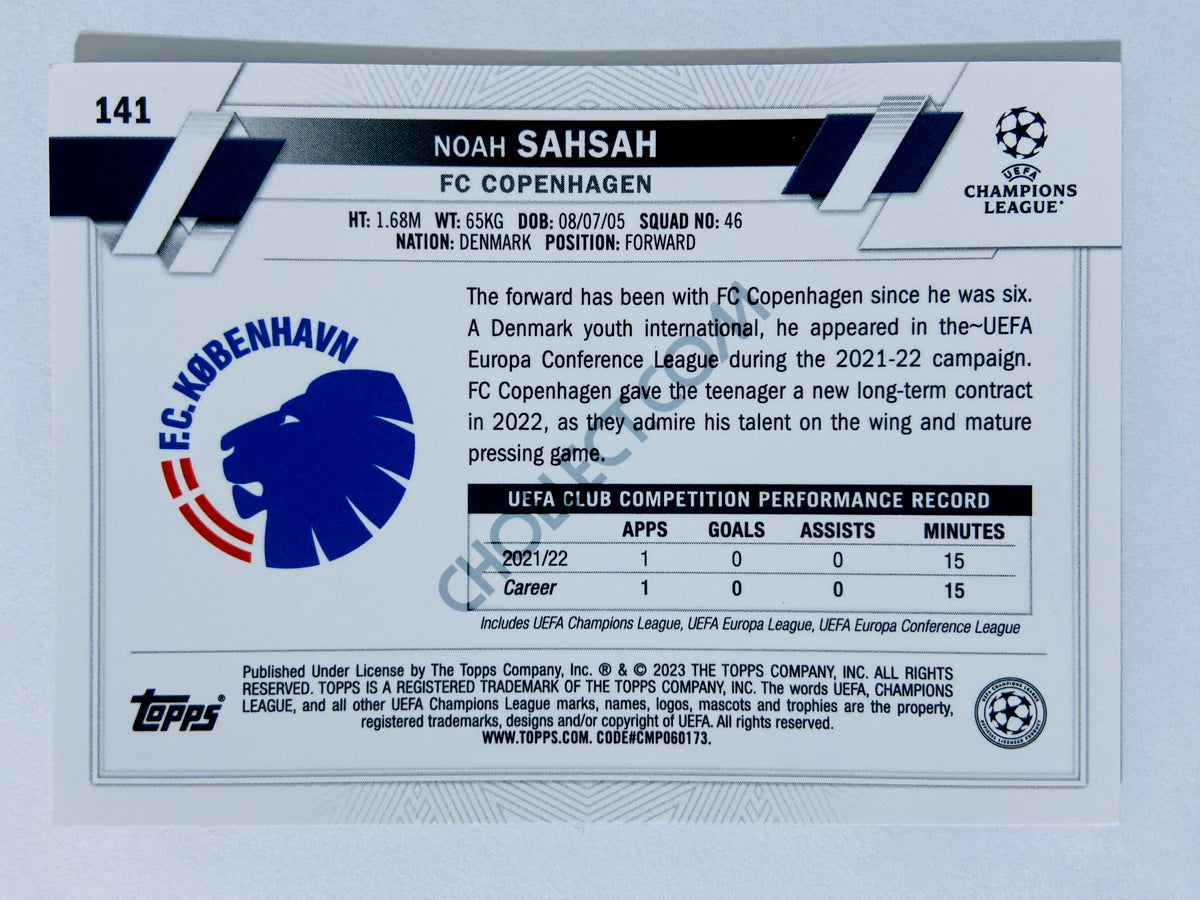 141
NOAH SAHSAH
FC COPENHAGEN
UEFA
CHAMPIONS
LEAGUE
HT: 1.68M WT: 65KG DOB: 08/07/05 SQUAD NO: 46
NATION: DENMARK POSITION: FORWARD
F.C. KØBENHAVN
The forward has been with FC Copenhagen since he was six.
A Denmark youth international, he appeared in the~UEFA
Europa Conference League during the 2021-22 campaign.
FC Copenhagen gave the teenager a new long-term contract
in 2022, as they admire his talent on the wing and mature
pressing game.
CHOLLECT.COM
UEFA CLUB COMPETITION PERFORMANCE RECORD
APPS GOALS ASSISTS MINUTES
2021/22 1 0 0 15
Career 1 0 0 15
Includes UEFA Champions League, UEFA Europa League, UEFA Europa Conference League
Topps®
Published Under License by The Topps Company, Inc. ® & © 2023 THE TOPPS COMPANY, INC. ALL RIGHTS
RESERVED. TOPPS IS A REGISTERED TRADEMARK OF THE TOPPS COMPANY, INC. The words UEFA, CHAMPIONS
LEAGUE, and all other UEFA Champions League marks, names, logos, mascots and trophies are the property,
registered trademarks, designs and/or copyright of UEFA. All rights reserved.
WWW.TOPPS.COM. CODE#CMP060173.